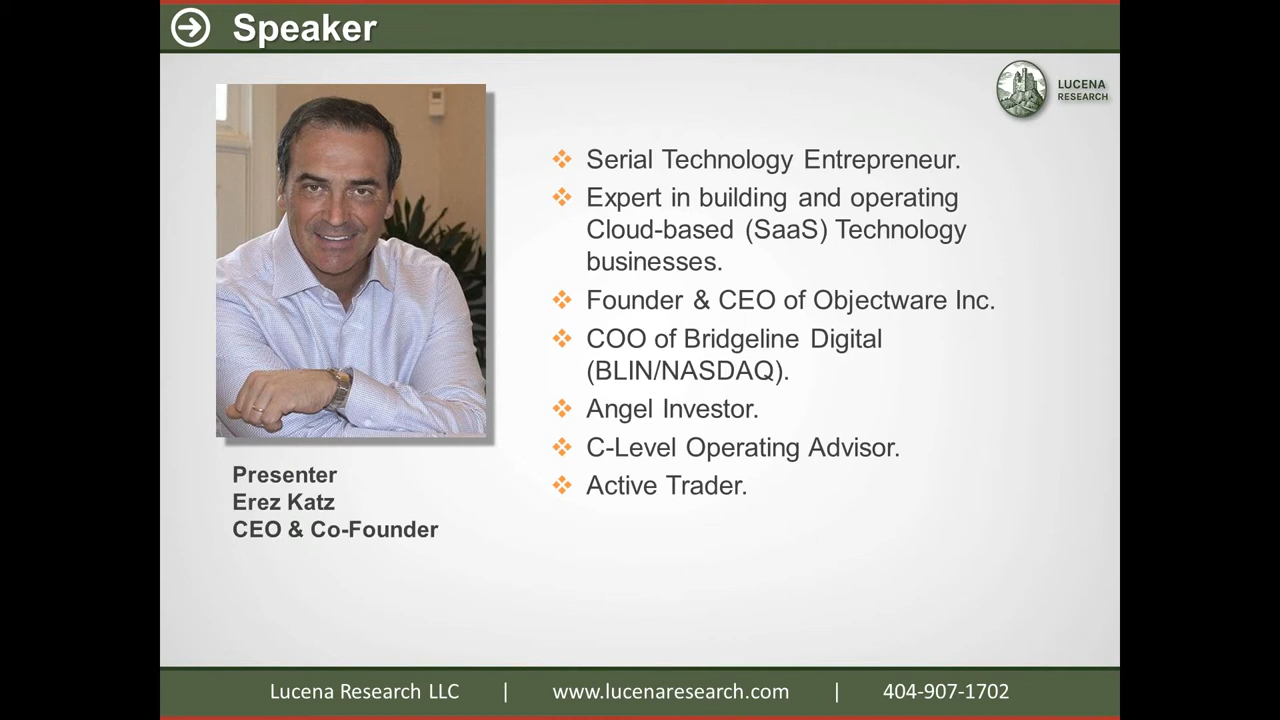 Speaker
LUCENA
RESEARCH
Serial Technology Entrepreneur.
Expert in building and operating
Cloud-based (SaaS) Technology
businesses.
Founder & CEO of Objectware Inc.
COO of Bridgeline Digital
(BLIN/NASDAQ).
Angel Investor.
C-Level Operating Advisor.
Active Trader.
Presenter
Erez Katz
CEO & Co-Founder
Lucena Research LLC | www.lucenaresearch.com | 404-907-1702